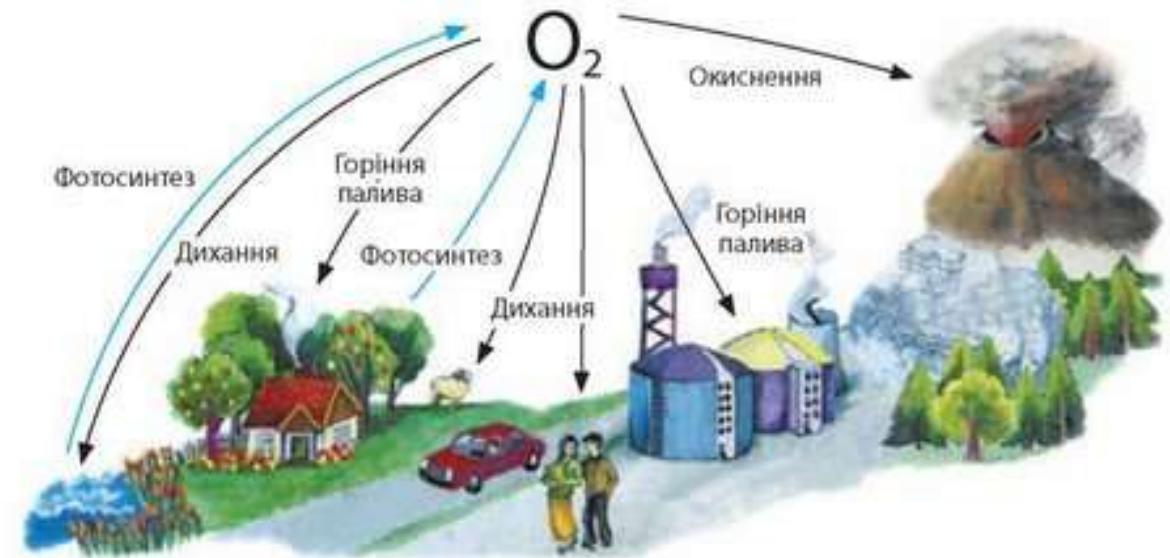 O₂
Окиснення
Фотосинтез
Горіння
палива
Дихання
Фотосинтез
Горіння
палива
Дихання